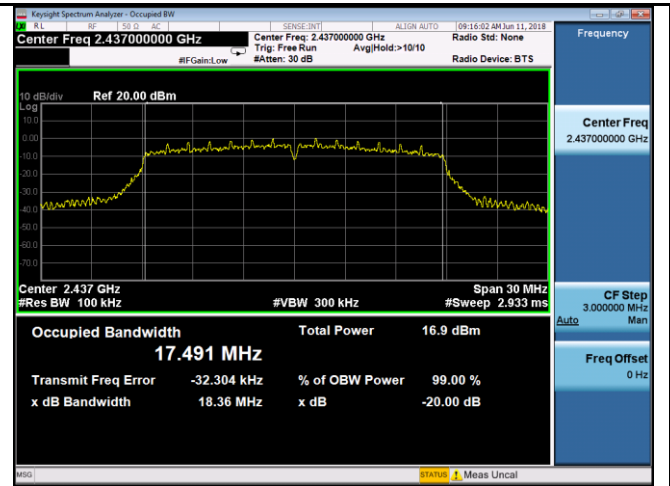 Keysight Spectrum Analyzer - Occupied BW
RL RF 50 Ω AC SENSE:INT ALIGN AUTO 09:16:02 AM Jun 11, 2018
Center Freq 2.437000000 GHz Center Freq: 2.437000000 GHz Radio Std: None
Trig: Free Run Avg|Hold:>10/10
#IFGain:Low #Atten: 30 dB Radio Device: BTS
Frequency
10 dB/div Ref 20.00 dBm
Log
10.0
0.00
-10.0
-20.0
-30.0
-40.0
-50.0
-60.0
-70.0
Center 2.437 GHz Span 30 MHz
#Res BW 100 kHz #VBW 300 kHz #Sweep 2.933 ms
Center Freq
2.437000000 GHz
CF Step
3.000000 MHz
Auto Man
Freq Offset
0 Hz
Occupied Bandwidth Total Power 16.9 dBm
17.491 MHz
Transmit Freq Error -32.304 kHz % of OBW Power 99.00 %
x dB Bandwidth 18.36 MHz x dB -20.00 dB
MSG STATUS Meas Uncal